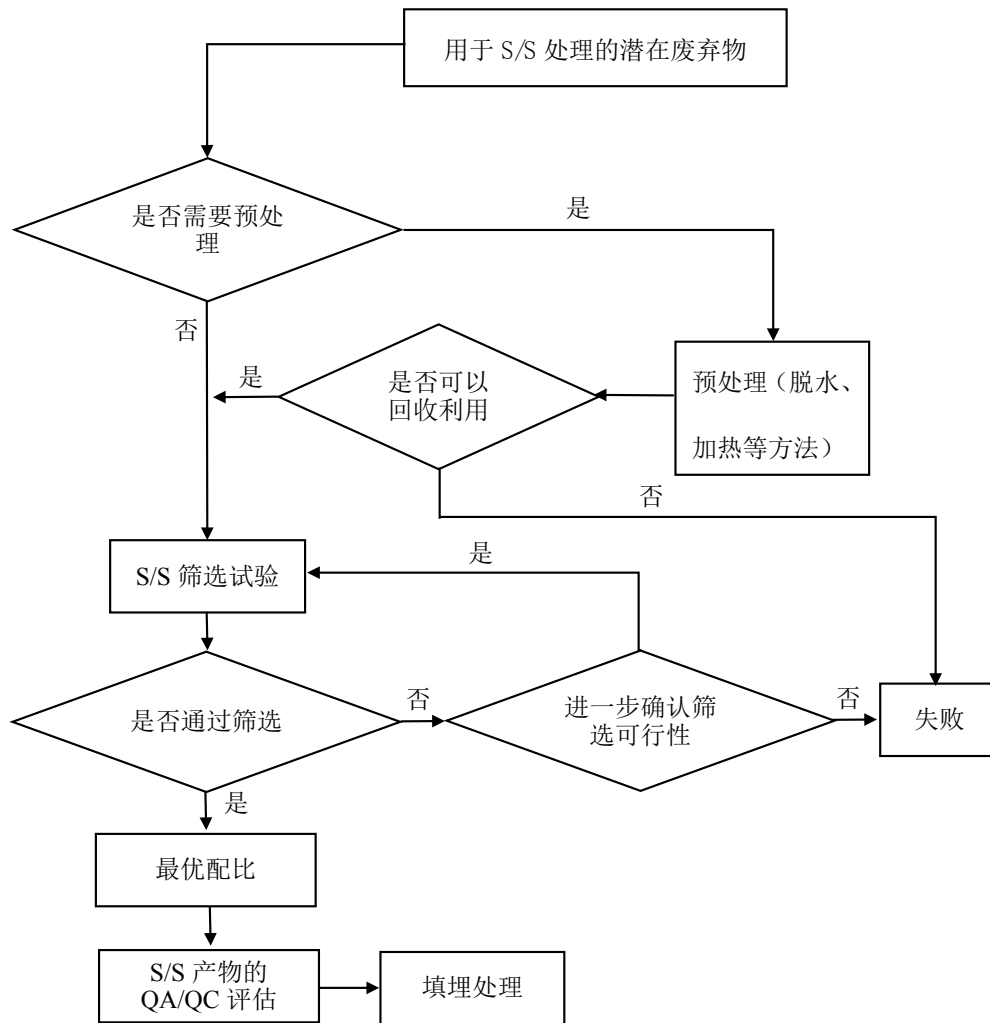 用于 S/S 处理的潜在废弃物
是否需要预处
理
是
否
是
是否可以
回收利用
预处理（脱水、
加热等方法）
否
是
S/S 筛选试验
是否通过筛选
否
进一步确认筛
选可行性
否
失败
是
最优配比
S/S 产物的
QA/QC 评估
填埋处理